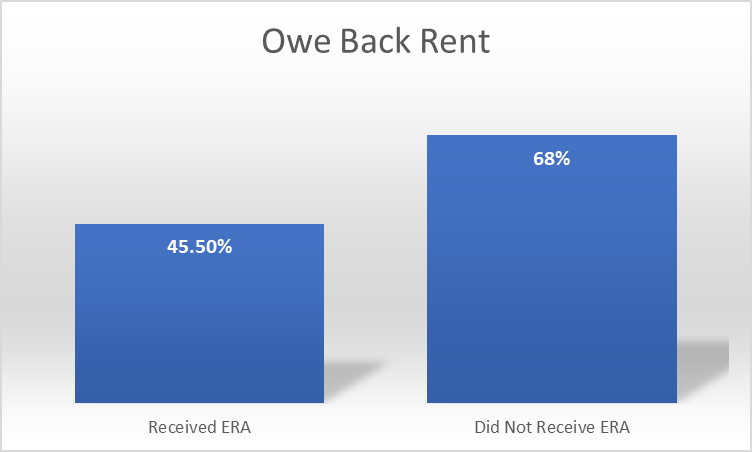 Owe Back Rent
45.50%
68%
Received ERA
Did Not Receive ERA